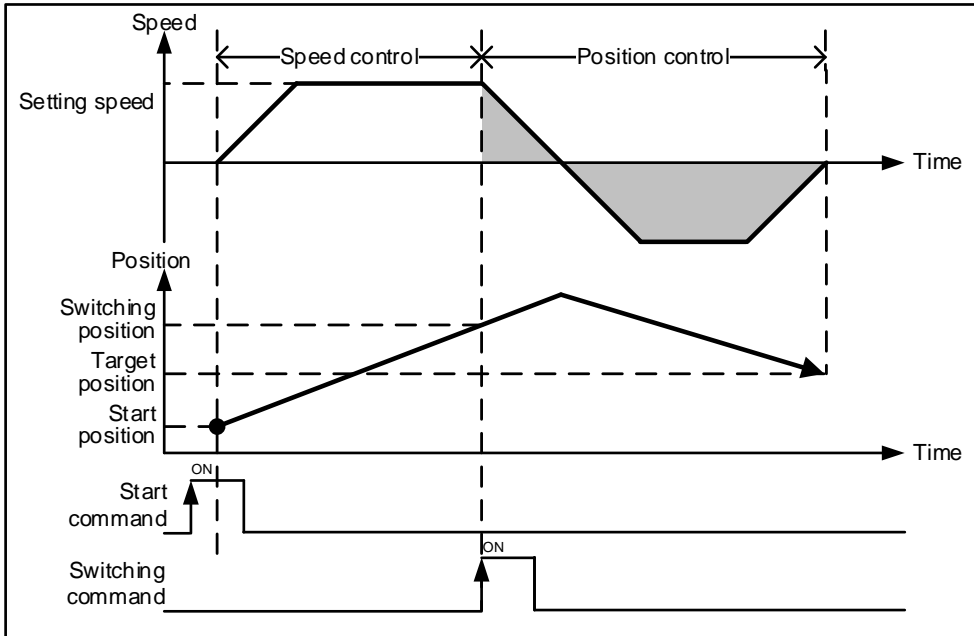 Speed
Speed control
Position control
Setting speed
Time
Position
Switching
position
Target
position
Start
position
Time
ON
Start
command
ON
Switching
command